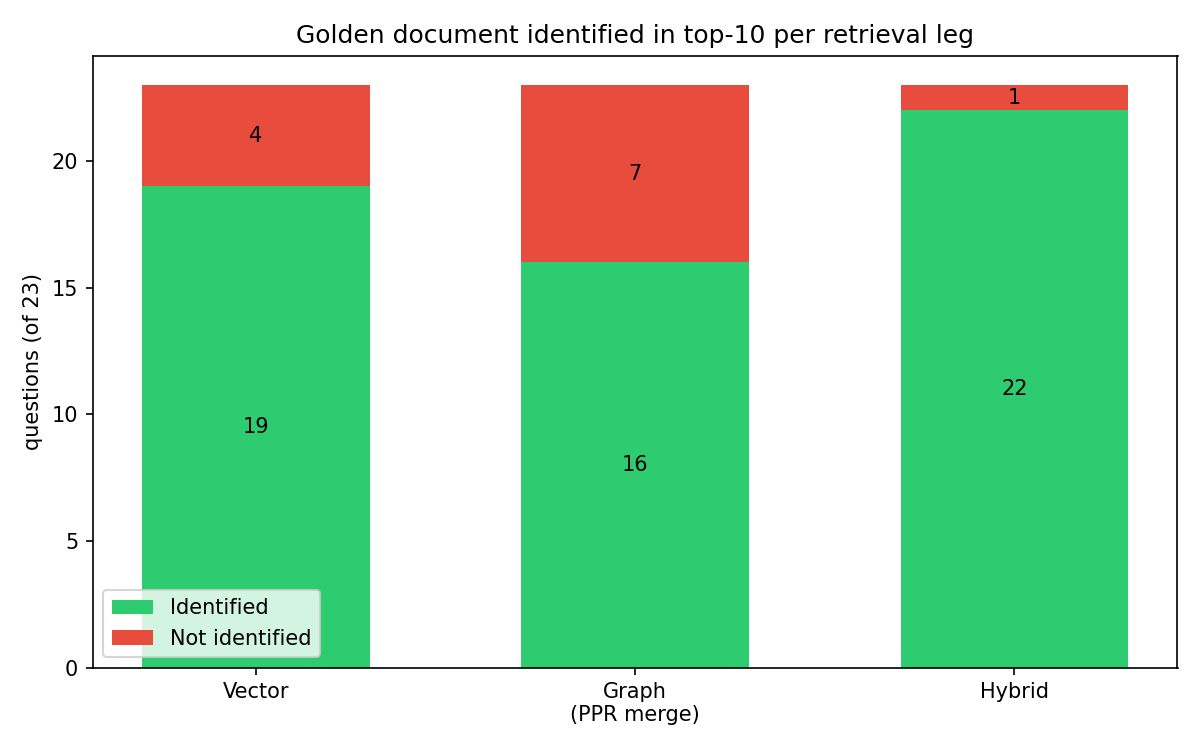 Golden document identified in top-10 per retrieval leg
questions (of 23)
20
15
10
5
0
4
19
7
16
1
22
Identified
Not identified
Vector
Graph
(PPR merge)
Hybrid